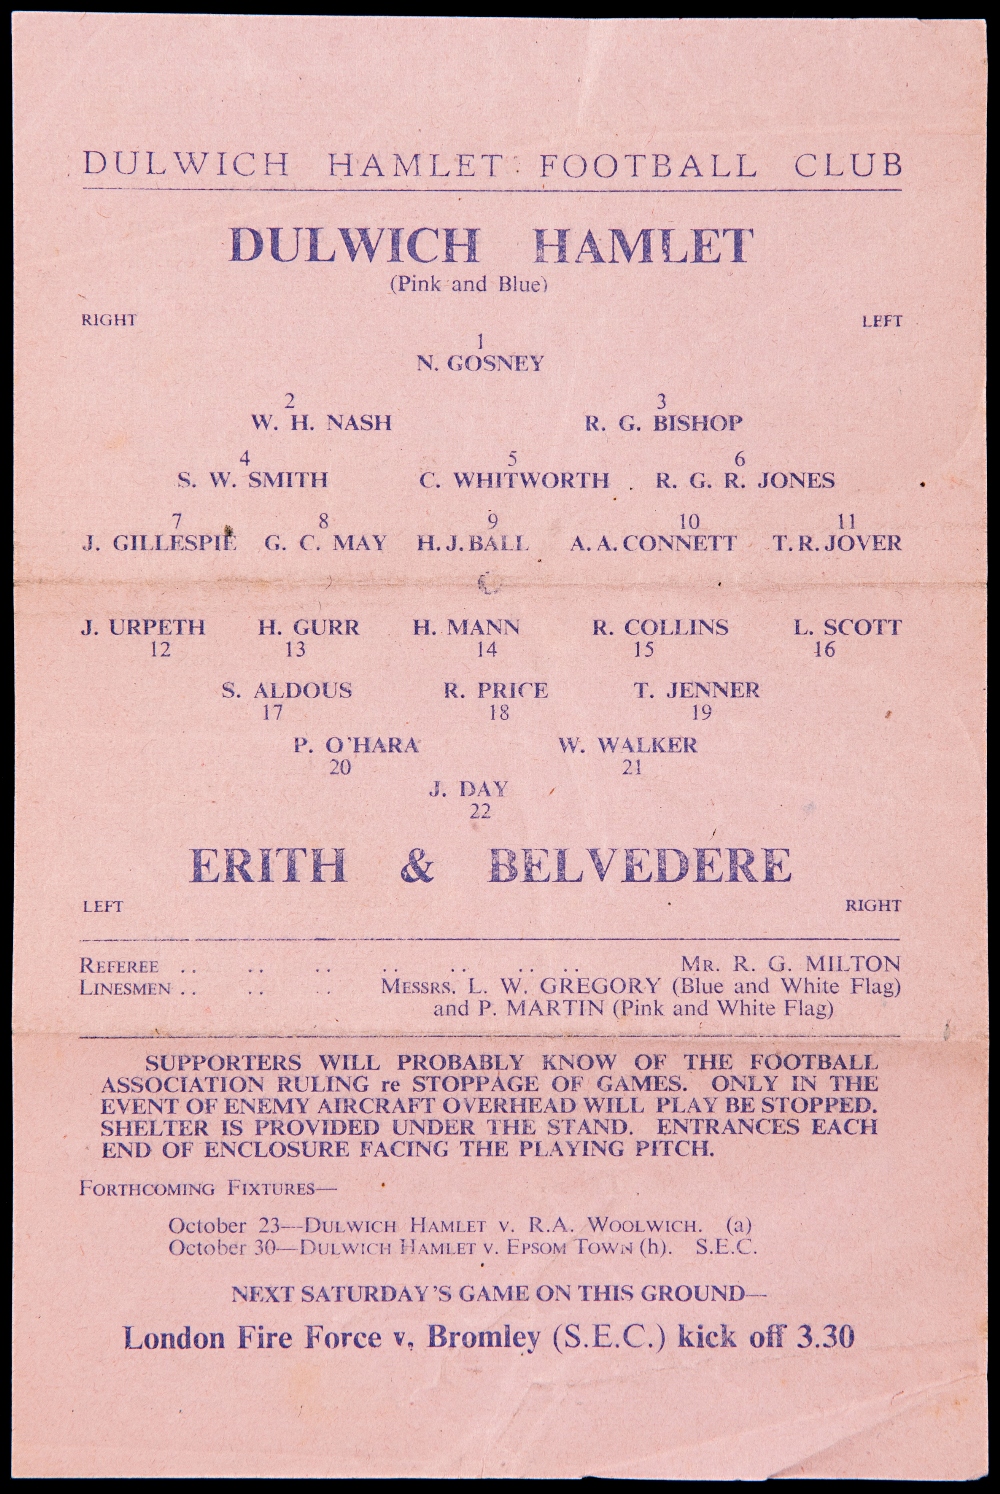 DULWICH HAMLET FOOTBALL CLUB
DULWICH HAMLET
(Pink and Blue)
RIGHT LEFT
1
N. GOSNEY
2 3
W. H. NASH R. G. BISHOP
4 5 6
S. W. SMITH C. WHITWORTH R. G. R. JONES
7 8 9 10 11
J. GILLESPIE G. C. MAY H. J. BALL A. A. CONNETT T. R. JOVER
J. URPETH H. GURR H. MANN R. COLLINS L. SCOTT
12 13 14 15 16
S. ALDOUS R. PRICE T. JENNER
17 18 19
P. O'HARA W. WALKER
20 21
J. DAY
22
ERITH & BELVEDERE
LEFT RIGHT
REFEREE .. .. .. .. .. .. .. MR. R. G. MILTON
LINESMEN .. .. .. MESSRS. L. W. GREGORY (Blue and White Flag)
and P. MARTIN (Pink and White Flag)
SUPPORTERS WILL PROBABLY KNOW OF THE FOOTBALL
ASSOCIATION RULING re STOPPAGE OF GAMES. ONLY IN THE
EVENT OF ENEMY AIRCRAFT OVERHEAD WILL PLAY BE STOPPED.
SHELTER IS PROVIDED UNDER THE STAND. ENTRANCES EACH
END OF ENCLOSURE FACING THE PLAYING PITCH.
FORTHCOMING FIXTURES—
October 23—DULWICH HAMLET V. R.A. WOOLWICH. (a)
October 30—DULWICH HAMLET V. EPSOM TOWN (h). S.E.C.
NEXT SATURDAY'S GAME ON THIS GROUND—
London Fire Force v. Bromley (S.E.C.) kick off 3.30